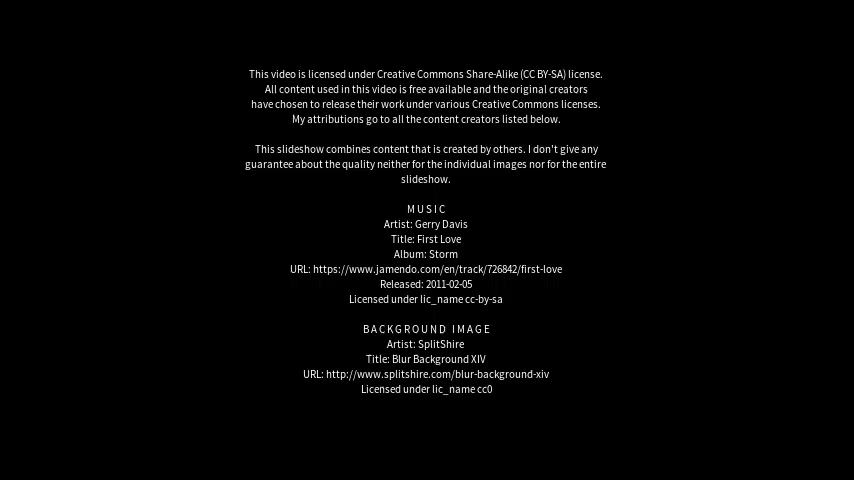 This video is licensed under Creative Commons Share-Alike (CC BY-SA) license.
All content used in this video is free available and the original creators
have chosen to release their work under various Creative Commons licenses.
My attributions go to all the content creators listed below.
This slideshow combines content that is created by others. I don't give any
guarantee about the quality neither for the individual images nor for the entire
slideshow.
M U S I C
Artist: Gerry Davis
Title: First Love
Album: Storm
URL: https://www.jamendo.com/en/track/726842/first-love
Released: 2011-02-05
Licensed under lic_name cc-by-sa
B A C K G R O U N D   I M A G E
Artist: SplitShire
Title: Blur Background XIV
URL: http://www.splitshire.com/blur-background-xiv
Licensed under lic_name cc0